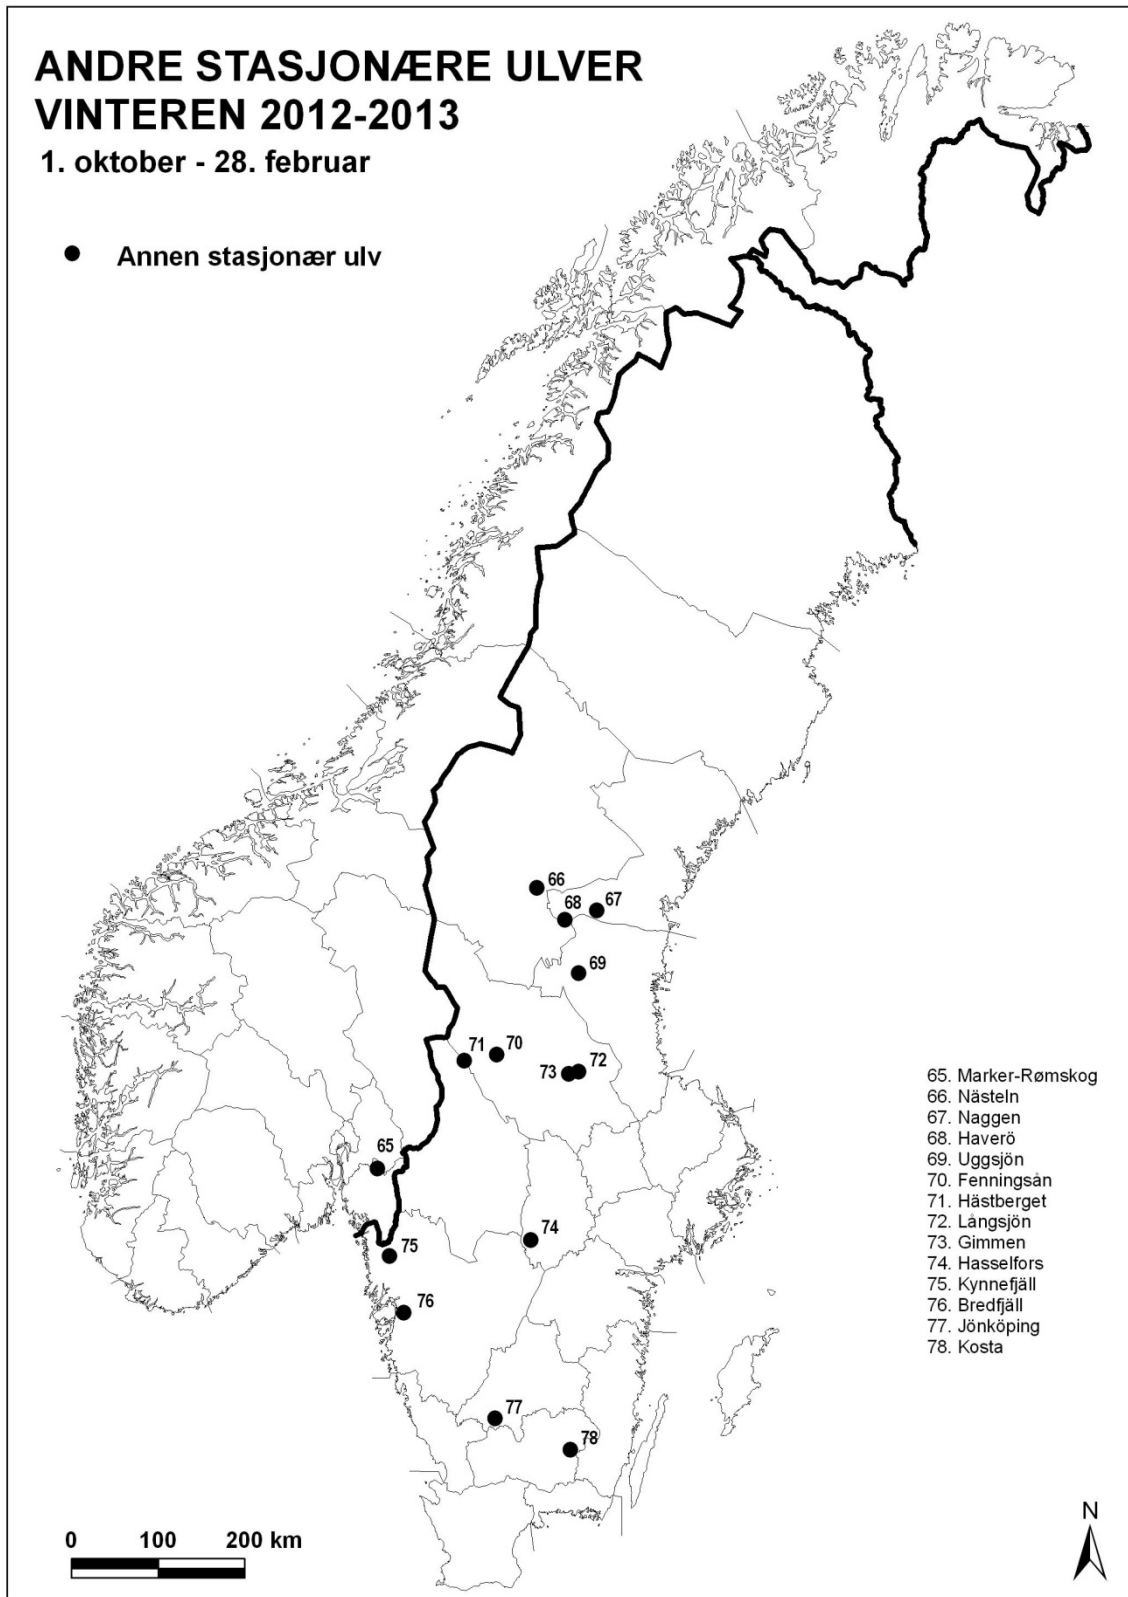 ANDRE STASJONÆRE ULVER
VINTEREN 2012-2013
1. oktober - 28. februar
Annen stasjonær ulv
66
67
68
69
70
71
72
73
65
74
75
76
77
78
65. Marker-Rømskog
66. Nästeln
67. Naggen
68. Haverö
69. Uggsjön
70. Fenningsån
71. Hästberget
72. Långsjön
73. Gimmen
74. Hasselfors
75. Kynnefjäll
76. Bredfjäll
77. Jönköping
78. Kosta
0 100 200 km
N